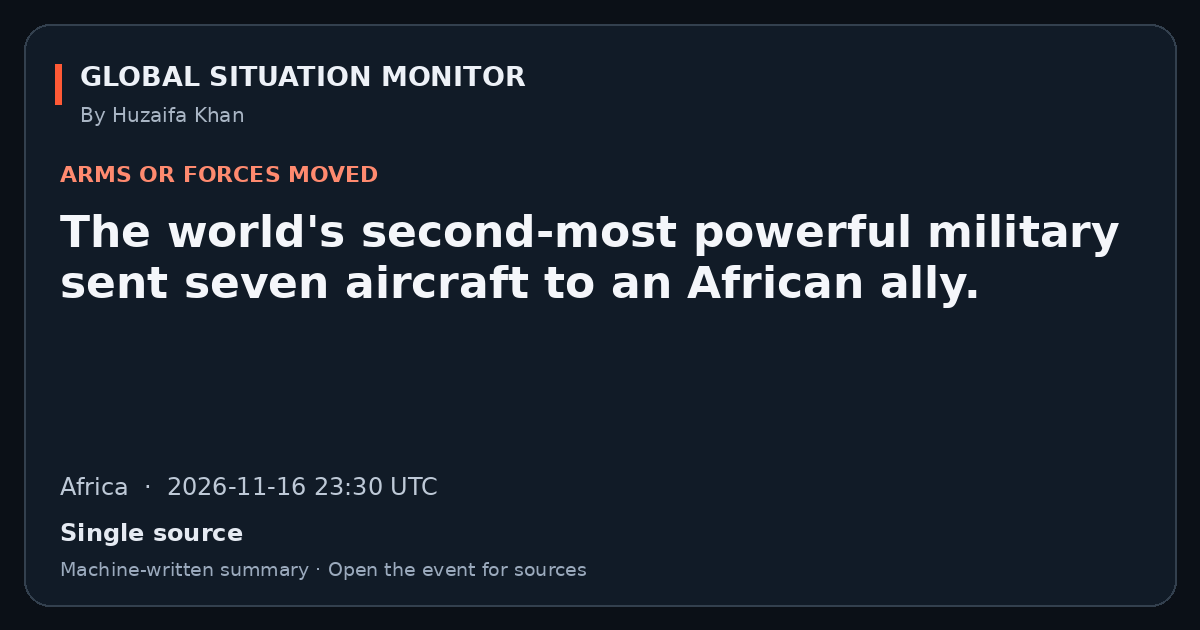 GLOBAL SITUATION MONITOR
By Huzaifa Khan
ARMS OR FORCES MOVED
The world's second-most powerful military
sent seven aircraft to an African ally.
Africa · 2026-11-16 23:30 UTC
Single source
Machine-written summary · Open the event for sources